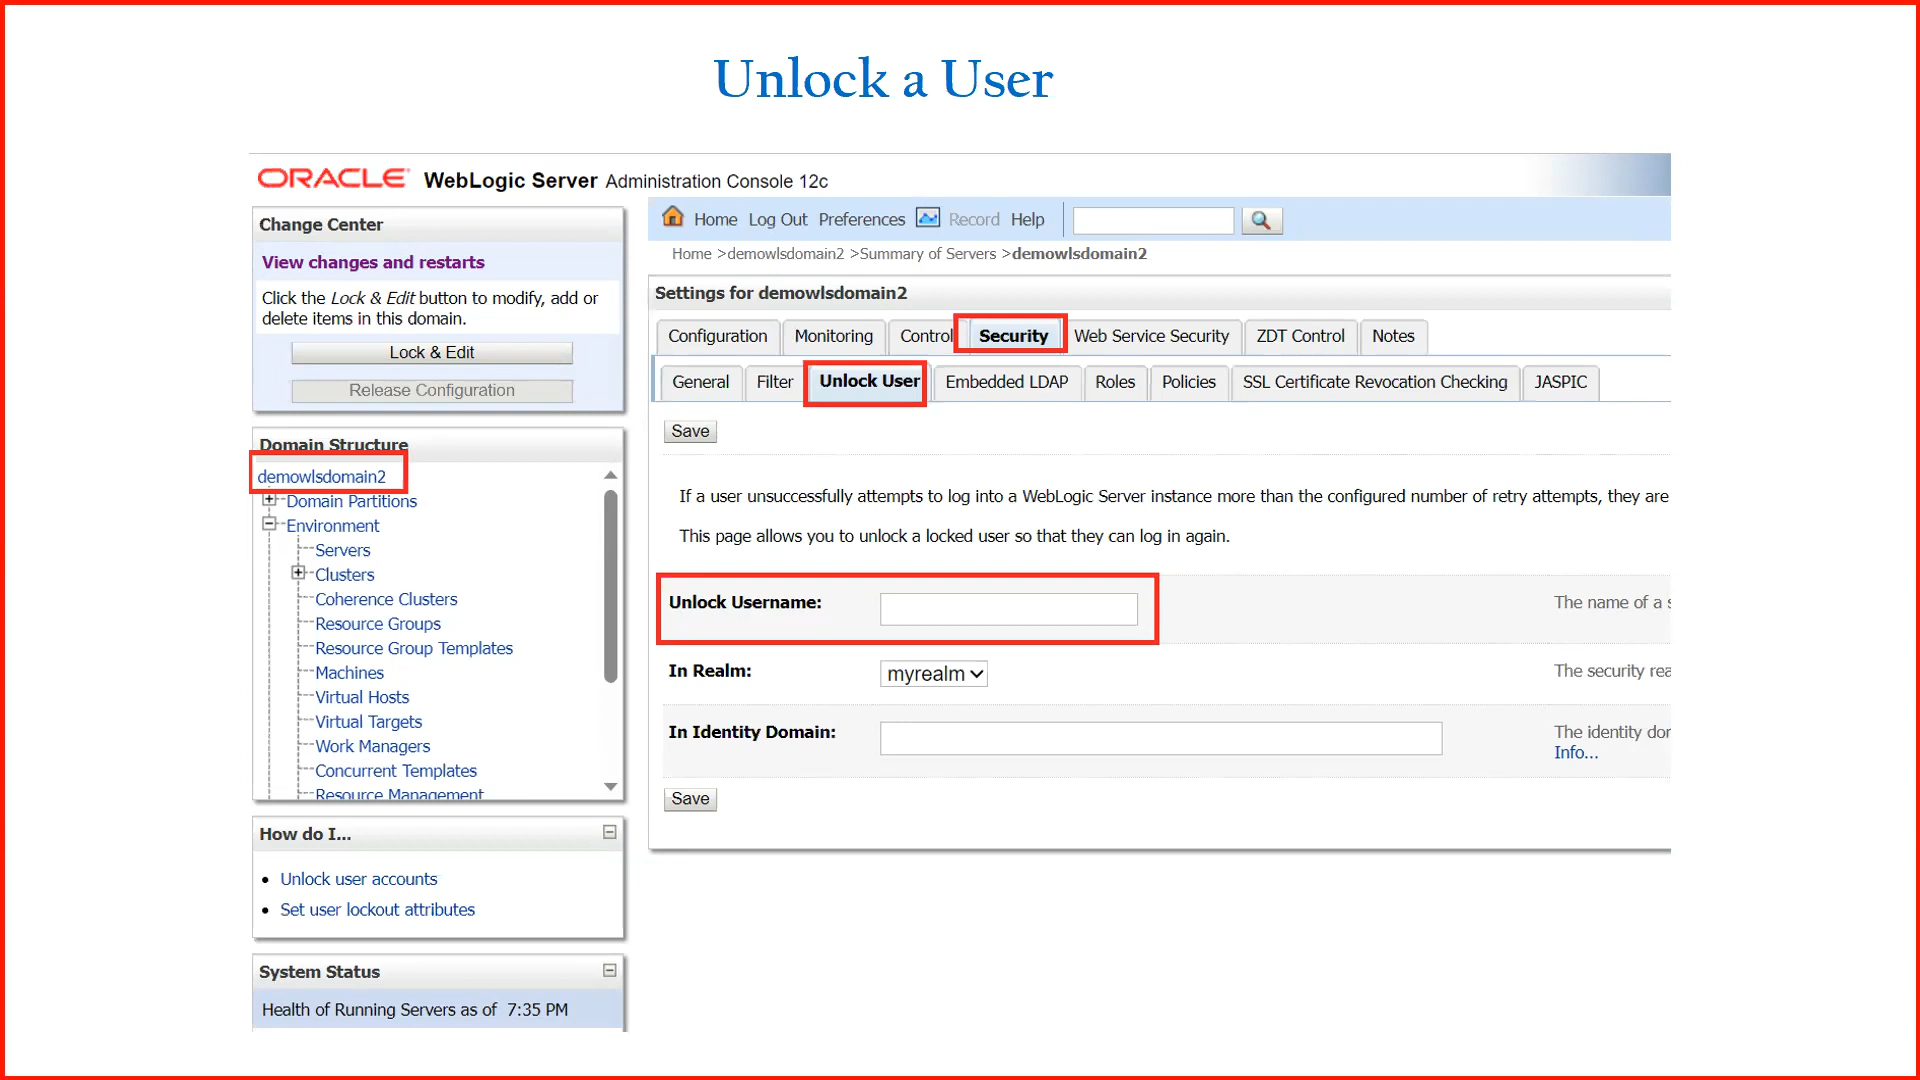 Unlock a User
ORACLE WebLogic Server Administration Console 12c
Change Center
View changes and restarts
Click the Lock & Edit button to modify, add or
delete items in this domain.
Lock & Edit
Release Configuration
Domain Structure
demowlsdomain2
Domain Partitions
Environment
Servers
Clusters
Coherence Clusters
Resource Groups
Resource Group Templates
Machines
Virtual Hosts
Virtual Targets
Work Managers
Concurrent Templates
Resource Management
How do I...
Unlock user accounts
Set user lockout attributes
System Status
Health of Running Servers as of 7:35 PM
Home Log Out Preferences Record Help
Home >demowlsdomain2 >Summary of Servers >demowlsdomain2
Settings for demowlsdomain2
Configuration Monitoring Control Security Web Service Security ZDT Control Notes
General Filter Unlock User Embedded LDAP Roles Policies SSL Certificate Revocation Checking JASPIC
Save
If a user unsuccessfully attempts to log into a WebLogic Server instance more than the configured number of retry attempts, they are
This page allows you to unlock a locked user so that they can log in again.
Unlock Username: The name of a s
In Realm: myrealm The security rea
In Identity Domain: The identity dor
Info...
Save